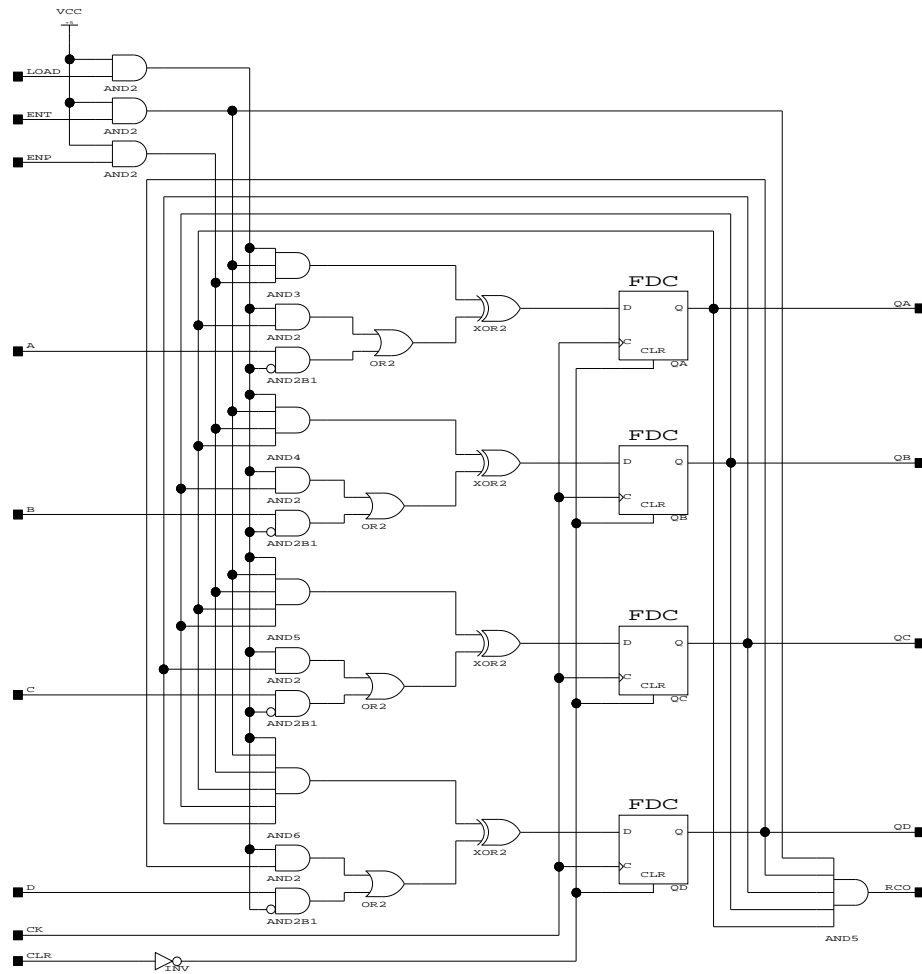 VCC
+5
LOAD
AND2
ENT
AND2
ENP
AND2
FDC
AND3
D Q
QA
AND2
XOR2
C
A
CLR
OR2
QA
AND2B1
FDC
AND4
D Q
QB
AND2
XOR2
C
B
CLR
OR2
QB
AND2B1
FDC
AND5
D Q
QC
AND2
XOR2
C
C
CLR
OR2
QC
AND2B1
FDC
AND6
D Q
QD
AND2
XOR2
C
D
CLR
OR2
QD
RCO
AND2B1
CK
AND5
CLR
INV